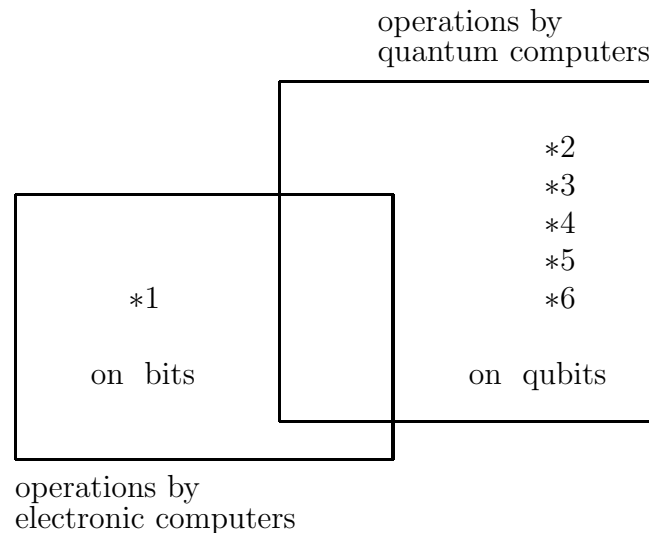 operations by
quantum computers
*2
*3
*4
*5
*1
*6
on bits
on qubits
operations by
electronic computers